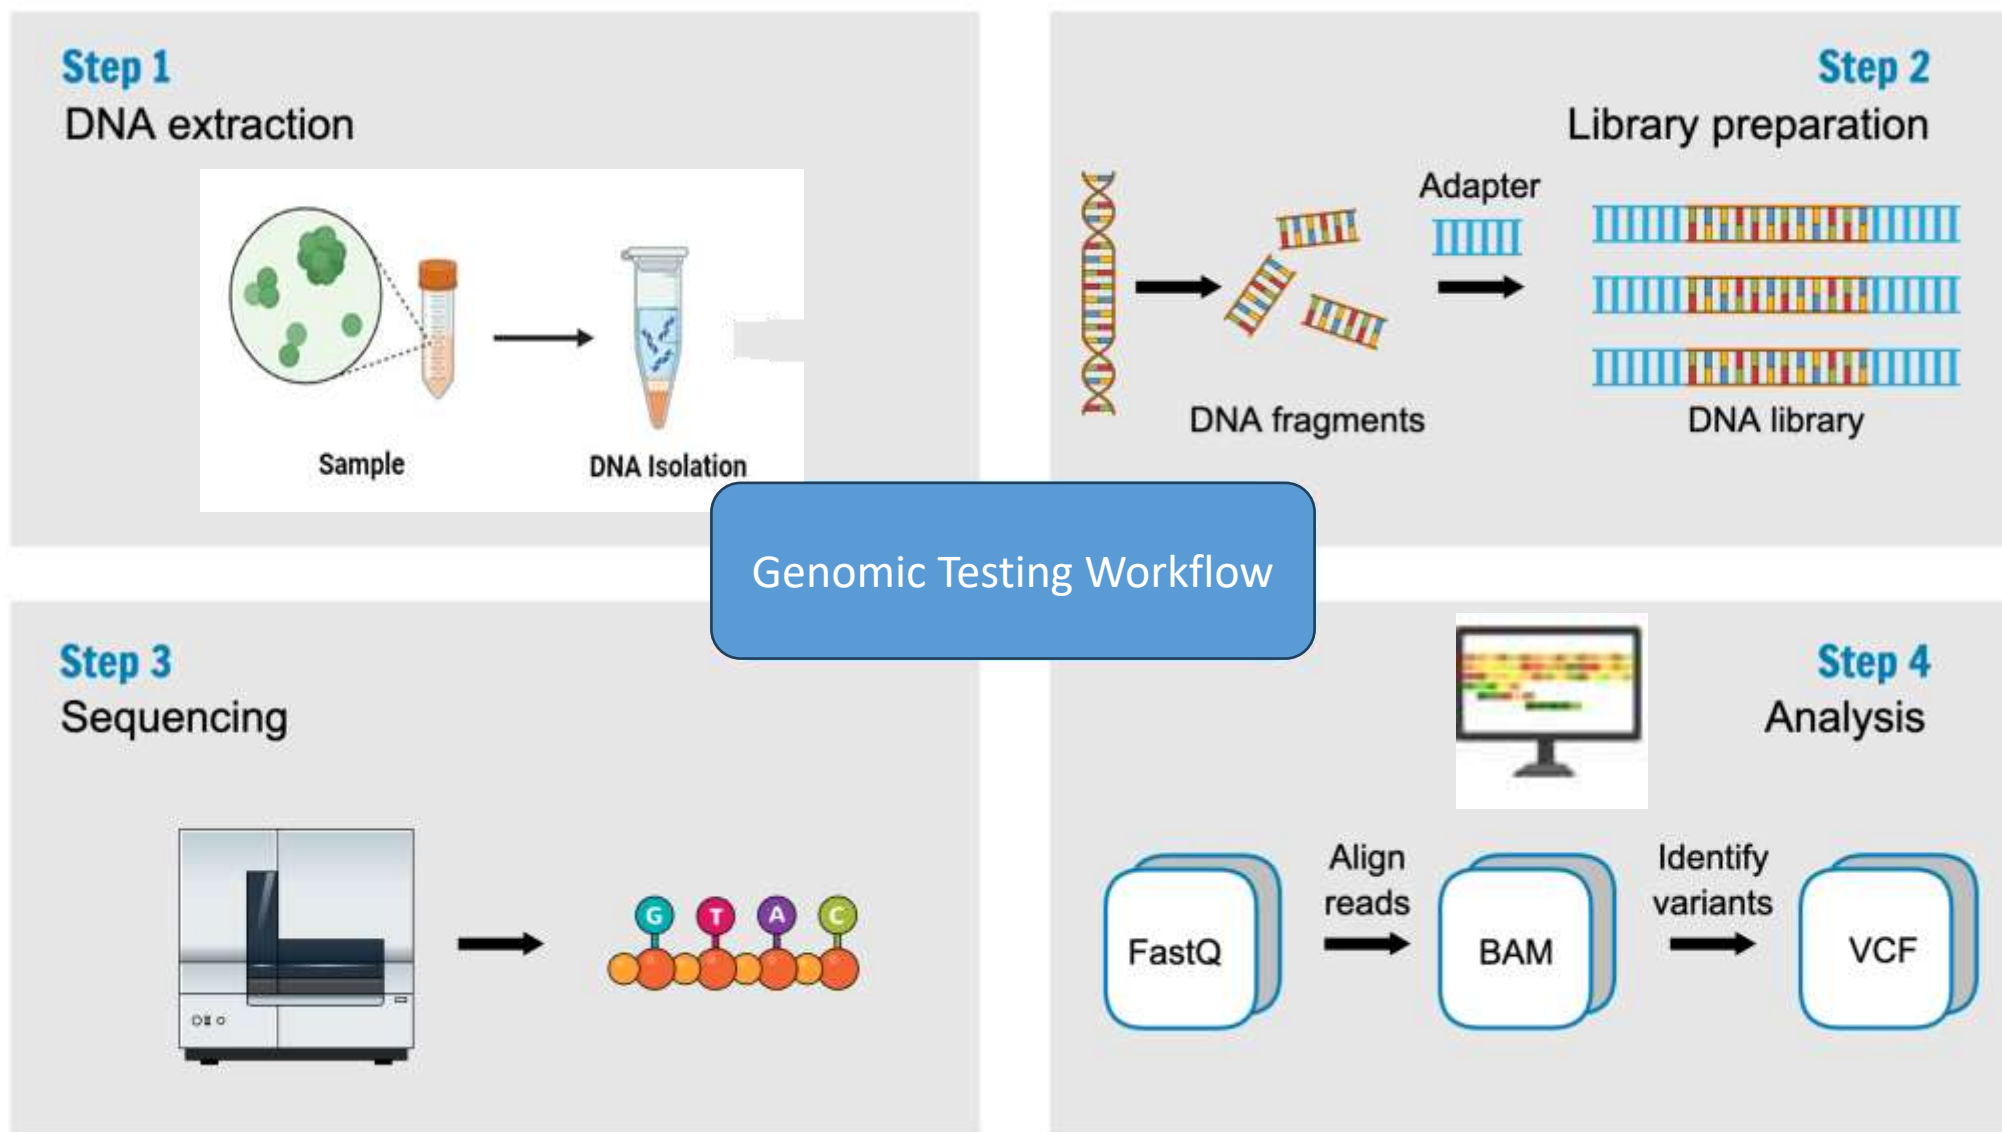 Step 1
DNA extraction
Sample
DNA Isolation
Step 2
Library preparation
Adapter
DNA fragments
DNA library
Genomic Testing Workflow
Step 3
Sequencing
G T A C
Step 4
Analysis
Align
reads
Identify
variants
FastQ
BAM
VCF